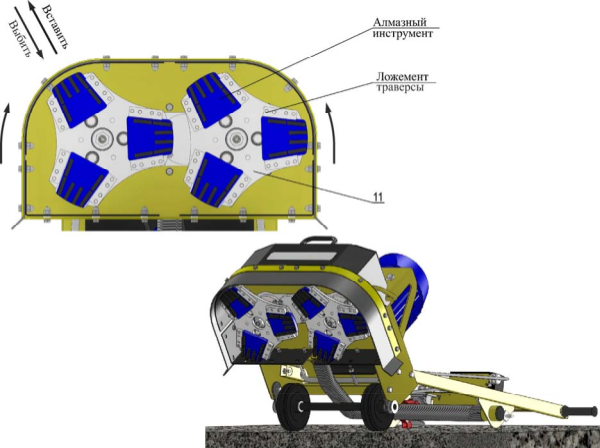 Вставить
Выбить
Алмазный
инструмент
Ложемент
траверсы
11